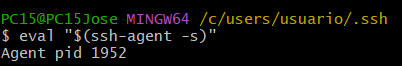 PC15@PC15Jose MINGW64 /c/users/usuario/.ssh
$ eval "$(ssh-agent -s)"
Agent pid 1952